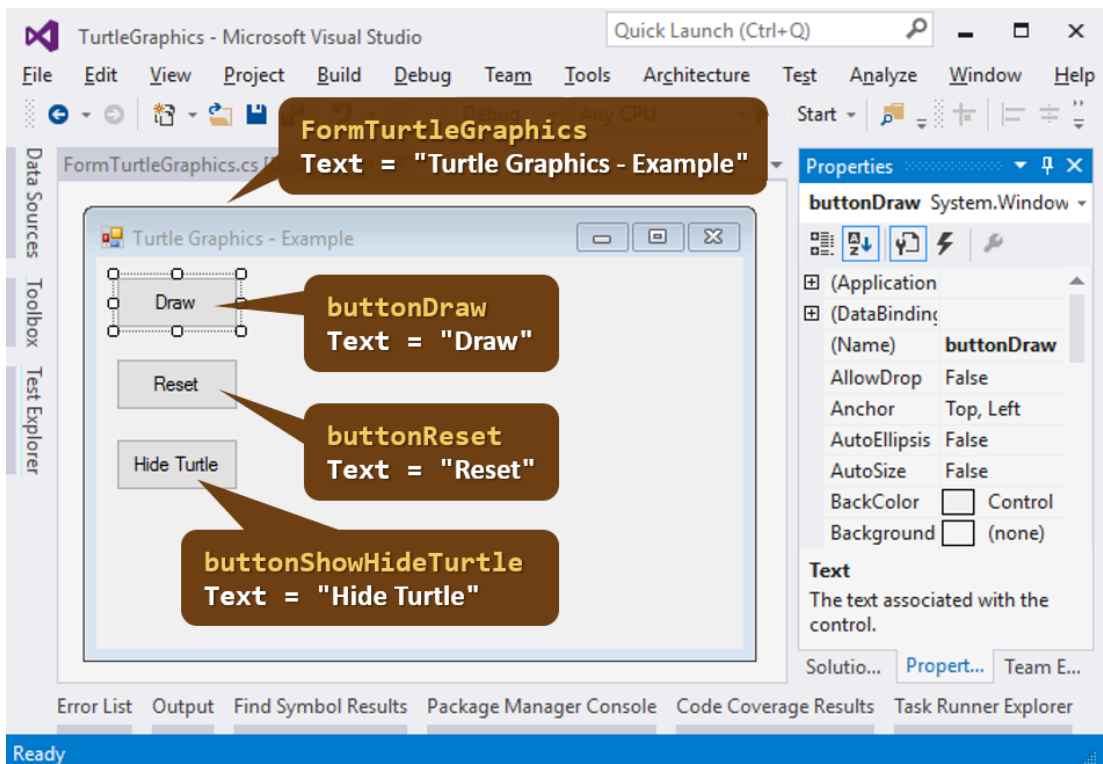 TurtleGraphics - Microsoft Visual Studio
Quick Launch (Ctrl+Q)
File Edit View Project Build Debug Team Tools Architecture Test Analyze Window Help
Debug Any CPU Start
FormTurtleGraphics
Text = "Turtle Graphics - Example"
Data Sources
Toolbox
Test Explorer
FormTurtleGraphics.cs
Turtle Graphics - Example
Draw
buttonDraw
Text = "Draw"
Reset
buttonReset
Text = "Reset"
Hide Turtle
buttonShowHideTurtle
Text = "Hide Turtle"
Properties
buttonDraw System.Window
(Application
(DataBinding
(Name) buttonDraw
AllowDrop False
Anchor Top, Left
AutoEllipsis False
AutoSize False
BackColor Control
Background (none)
Text
The text associated with the
control.
Solutio... Propert... Team E...
Error List Output Find Symbol Results Package Manager Console Code Coverage Results Task Runner Explorer
Ready